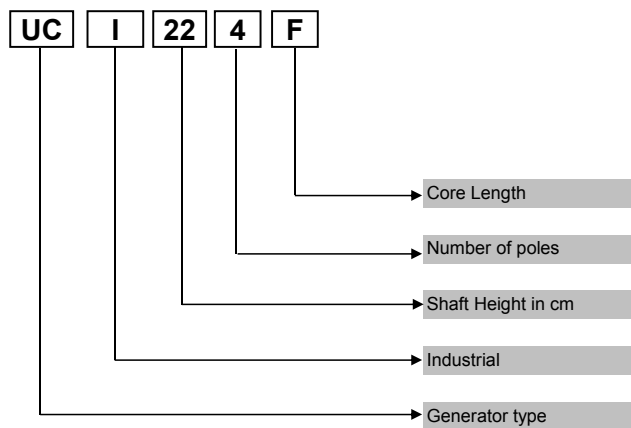 UC I 22 4 F
Core Length
Number of poles
Shaft Height in cm
Industrial
Generator type